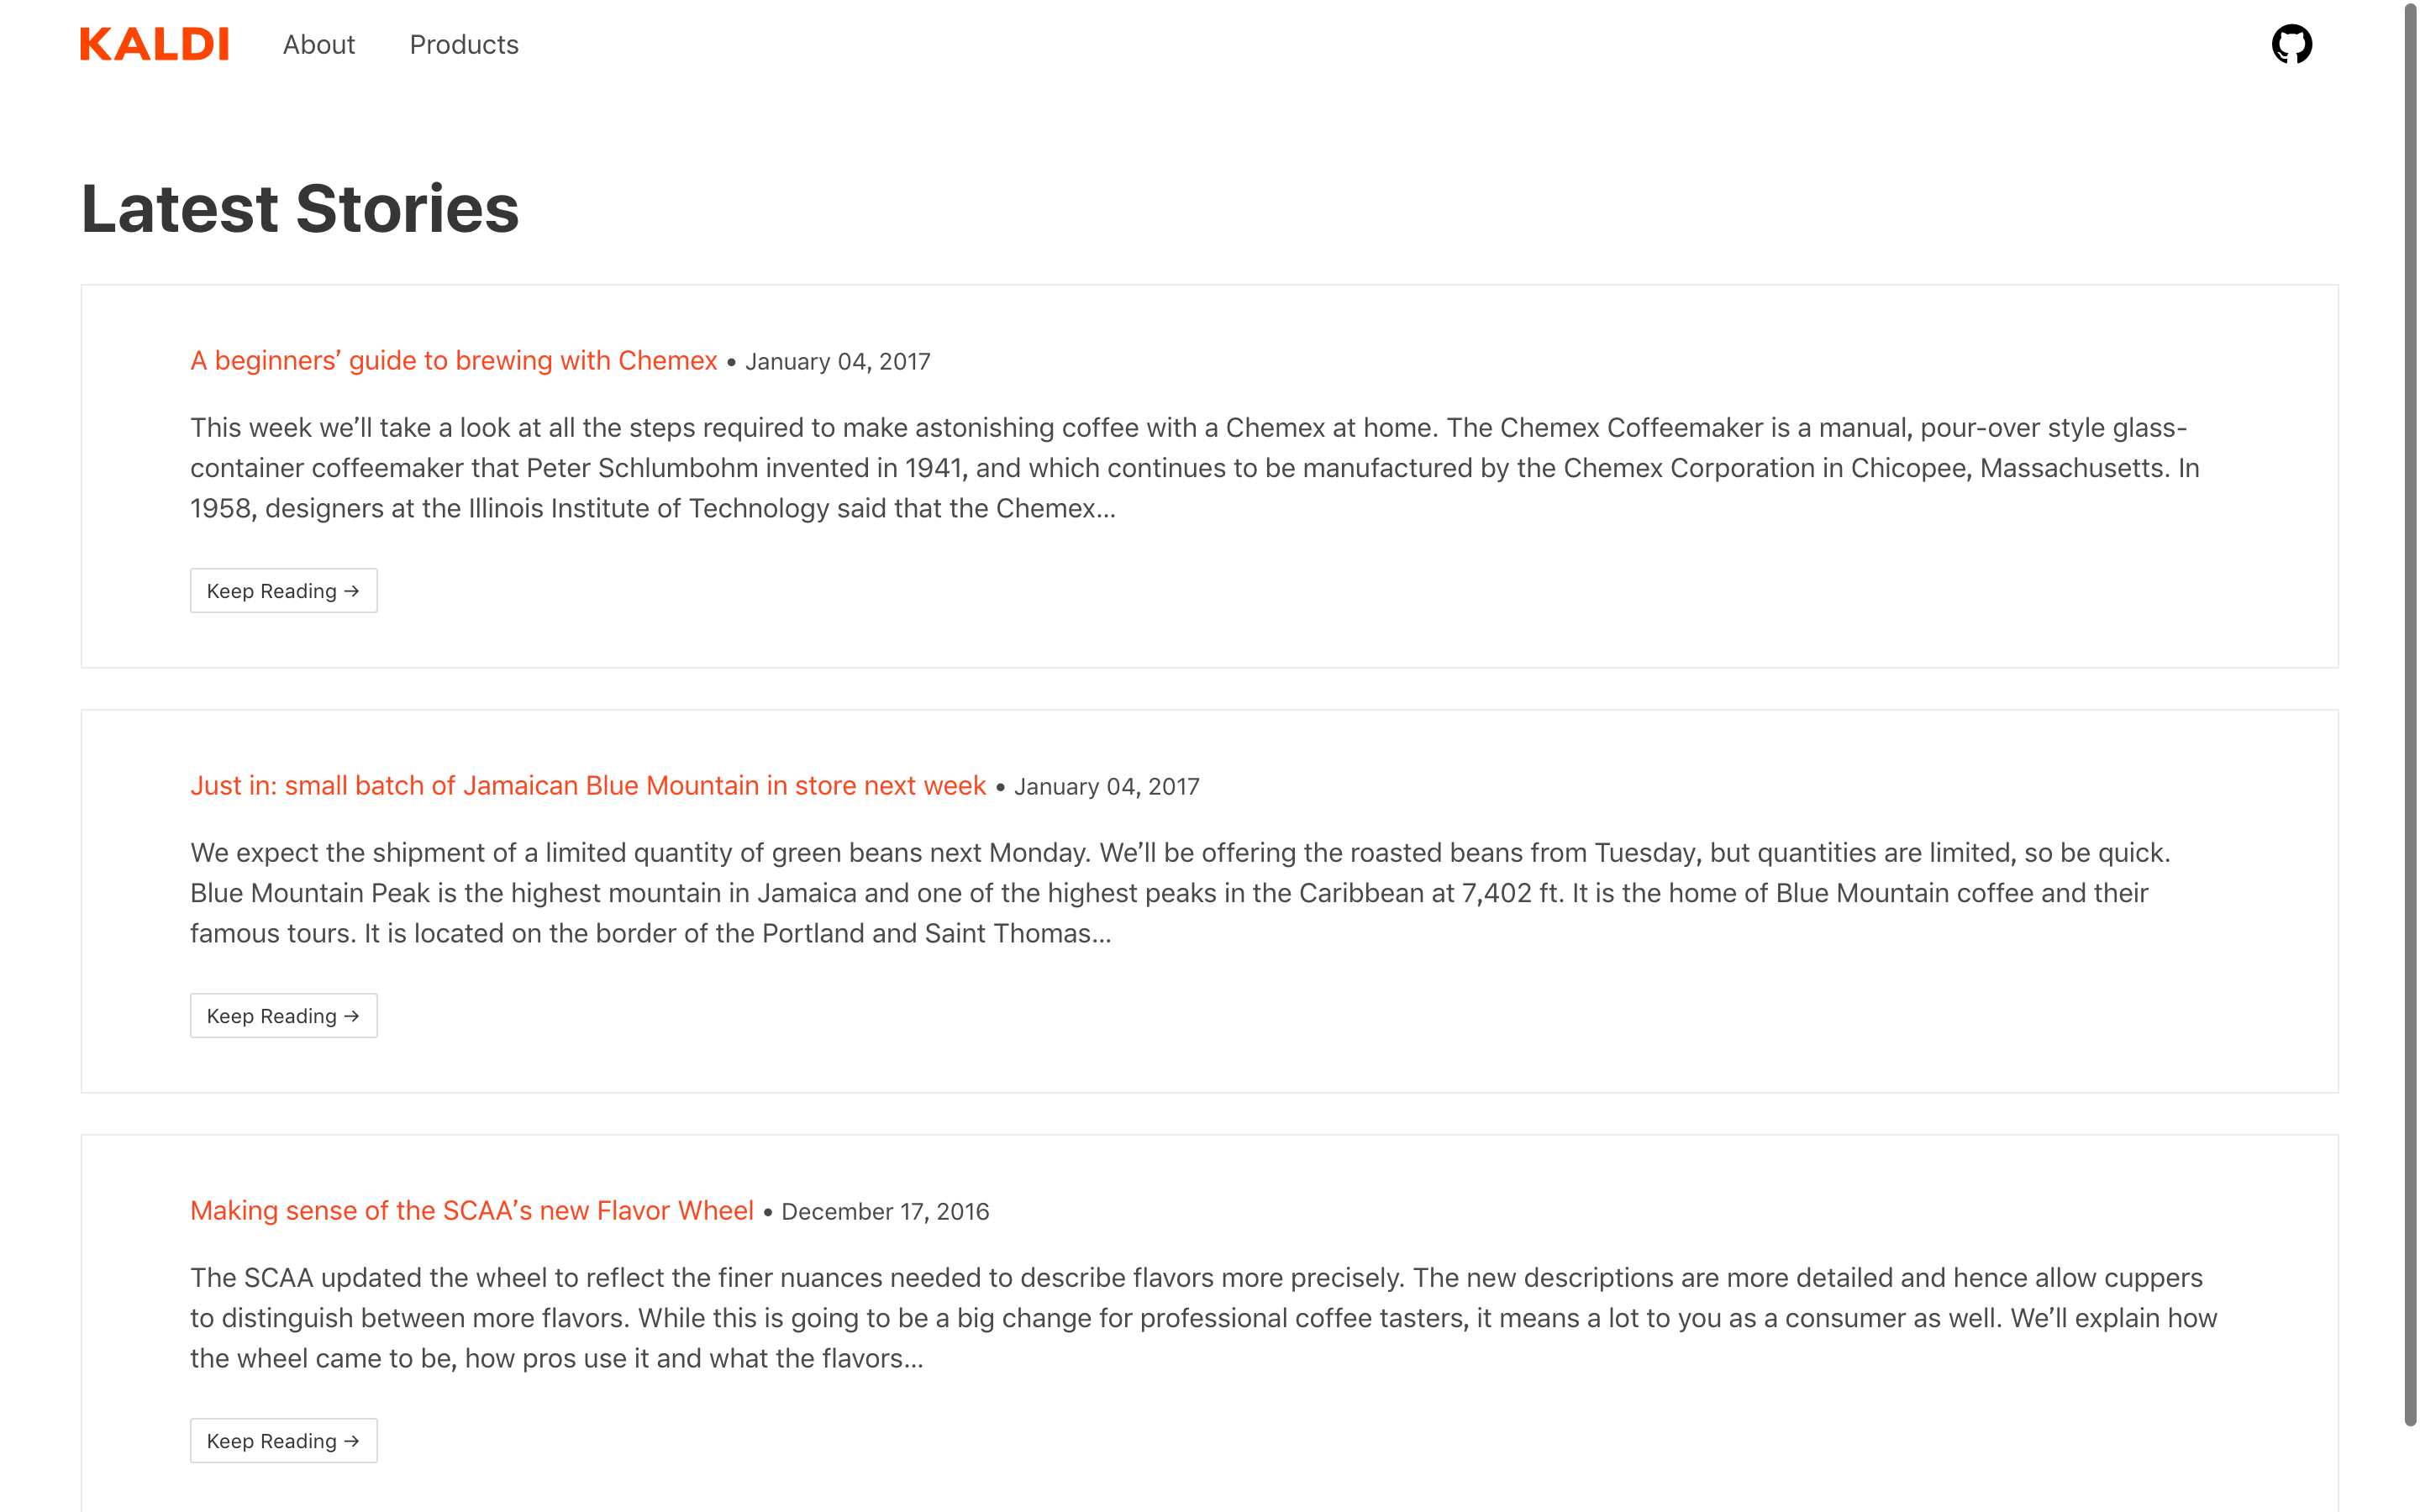 KALDI About Products
Latest Stories
A beginners’ guide to brewing with Chemex • January 04, 2017
This week we’ll take a look at all the steps required to make astonishing coffee with a Chemex at home. The Chemex Coffeemaker is a manual, pour-over style glass-
container coffeemaker that Peter Schlumbohm invented in 1941, and which continues to be manufactured by the Chemex Corporation in Chicopee, Massachusetts. In
1958, designers at the Illinois Institute of Technology said that the Chemex…
Keep Reading →
Just in: small batch of Jamaican Blue Mountain in store next week • January 04, 2017
We expect the shipment of a limited quantity of green beans next Monday. We’ll be offering the roasted beans from Tuesday, but quantities are limited, so be quick.
Blue Mountain Peak is the highest mountain in Jamaica and one of the highest peaks in the Caribbean at 7,402 ft. It is the home of Blue Mountain coffee and their
famous tours. It is located on the border of the Portland and Saint Thomas…
Keep Reading →
Making sense of the SCAA’s new Flavor Wheel • December 17, 2016
The SCAA updated the wheel to reflect the finer nuances needed to describe flavors more precisely. The new descriptions are more detailed and hence allow cuppers
to distinguish between more flavors. While this is going to be a big change for professional coffee tasters, it means a lot to you as a consumer as well. We’ll explain how
the wheel came to be, how pros use it and what the flavors…
Keep Reading →